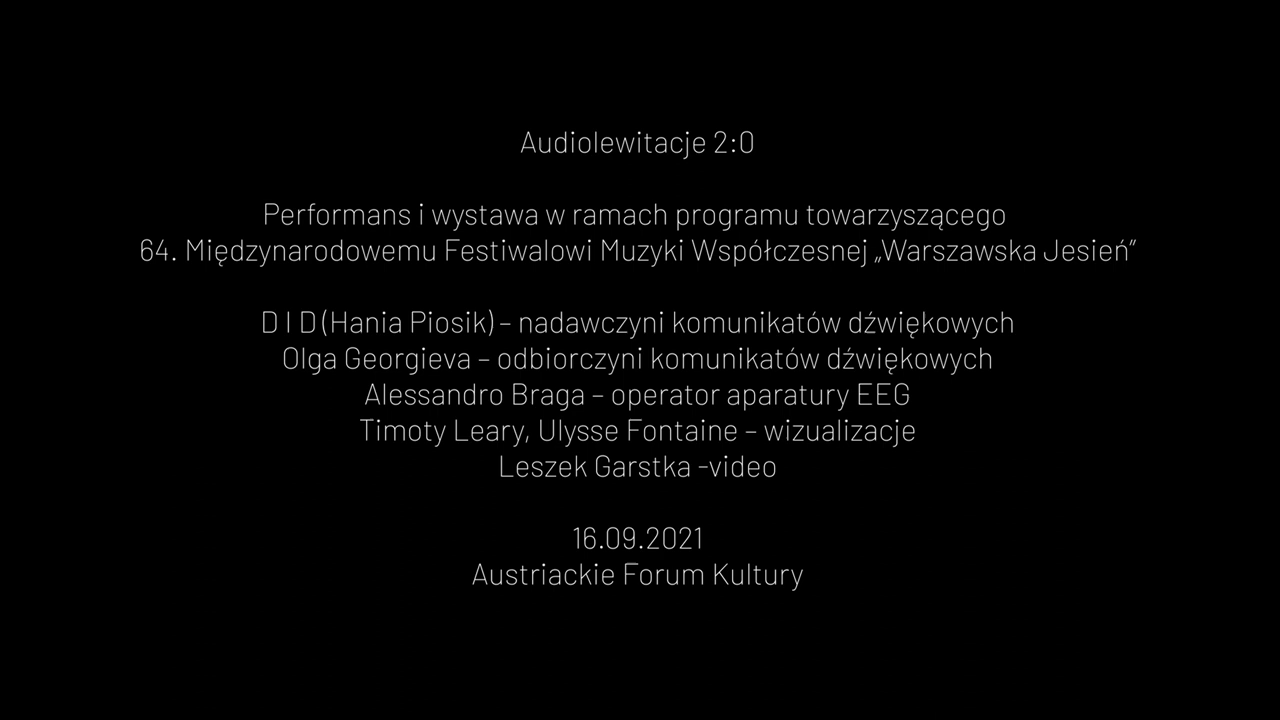 Audiolewitacje 2:0
Performans i wystawa w ramach programu towarzyszącego
64. Międzynarodowemu Festiwalowi Muzyki Współczesnej „Warszawska Jesień”
D I D (Hania Piosik) – nadawczyni komunikatów dźwiękowych
Olga Georgieva – odbiorczyni komunikatów dźwiękowych
Alessandro Braga – operator aparatury EEG
Timoty Leary, Ulysse Fontaine – wizualizacje
Leszek Garstka -video
16.09.2021
Austriackie Forum Kultury